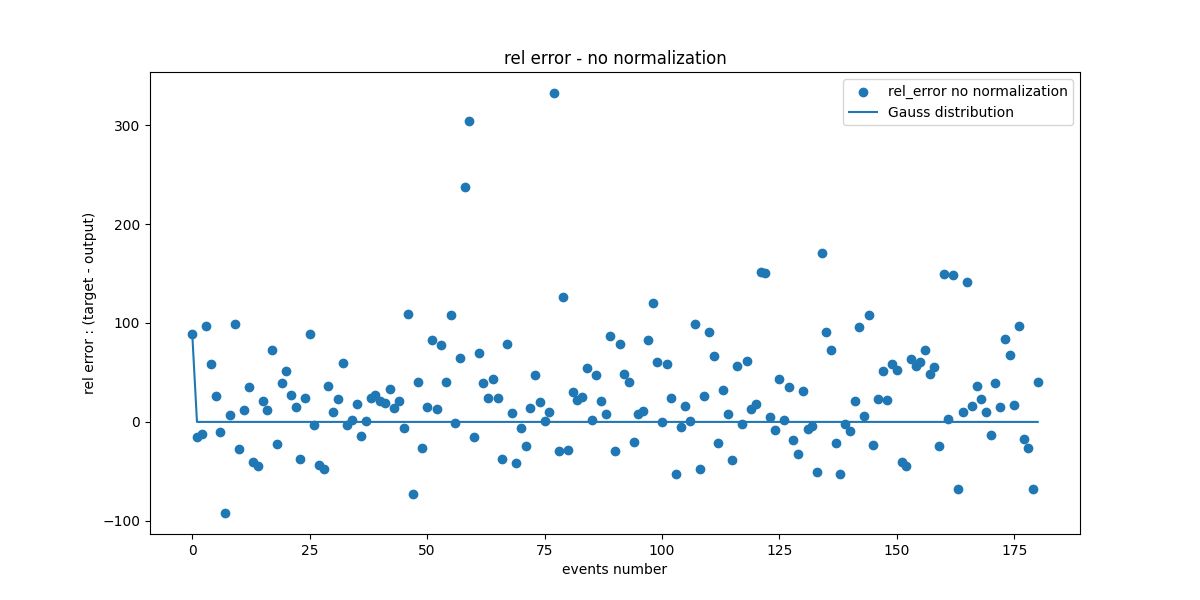 rel error - no normalization
rel_error no normalization
Gauss distribution
rel error : (target - output)
300
200
100
0
−100
0 25 50 75 100 125 150 175
events number